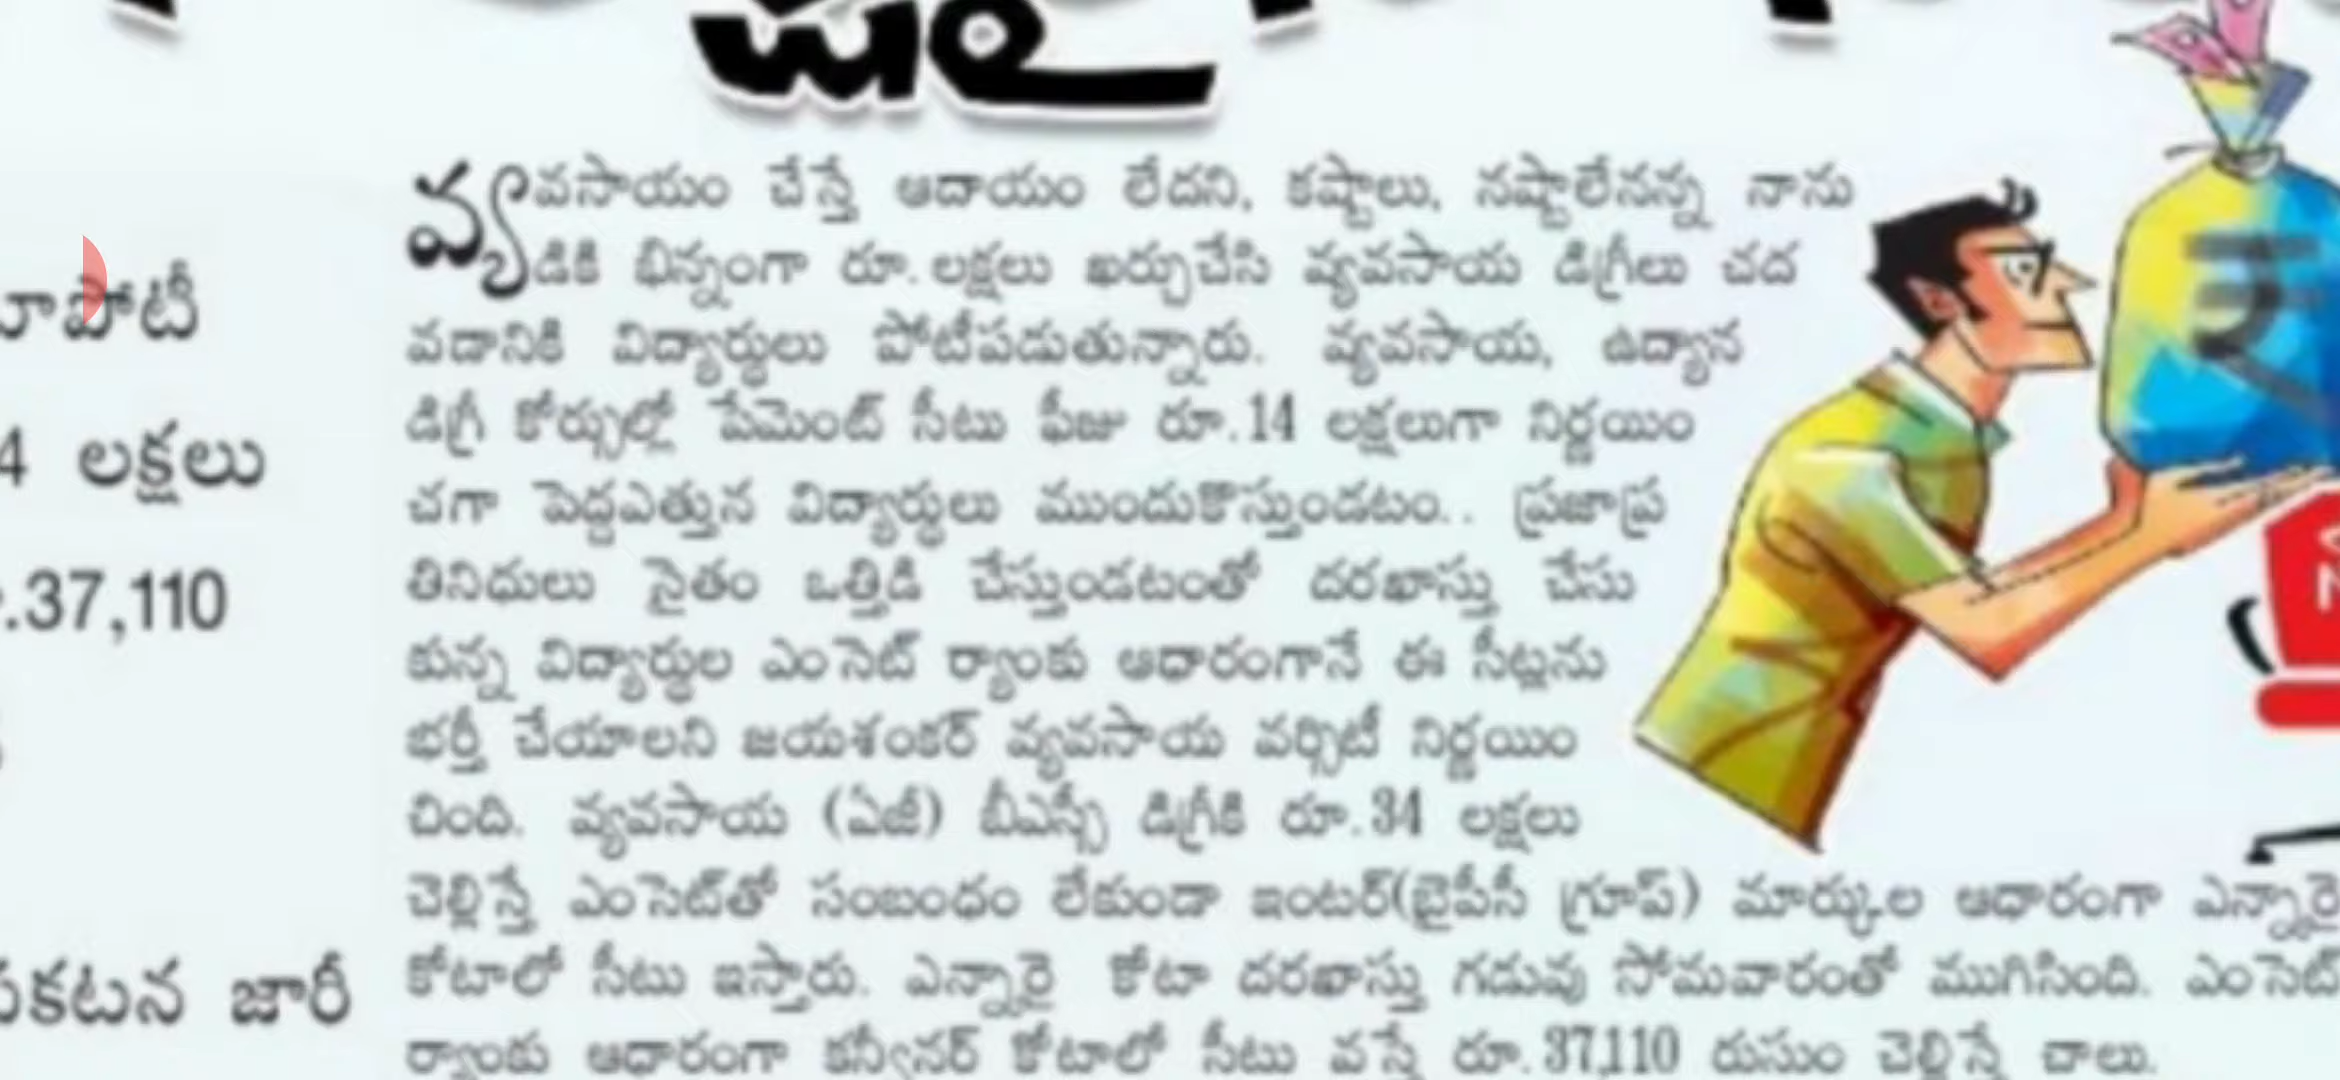 వ్యవసాయం చేస్తే ఆదాయం లేదని, కష్టాలు, నష్టాలేనన్న నాను
డికి భిన్నంగా రూ.లక్షలు ఖర్చుచేసి వ్యవసాయ డిగ్రీలు చద
వడానికి విద్యార్థులు పోటీపడుతున్నారు. వ్యవసాయ, ఉద్యాన
డిగ్రీ కోర్సుల్లో పేమెంట్ సీటు ఫీజు రూ.14 లక్షలుగా నిర్ణయిం
చగా పెద్దఎత్తున విద్యార్థులు ముందుకొస్తుండటం.. ప్రజాప్ర
తినిధులు సైతం ఒత్తిడి చేస్తుండటంతో దరఖాస్తు చేసు
కున్న విద్యార్థుల ఎంసెట్ ర్యాంకు ఆధారంగానే ఈ సీట్లను
భర్తీ చేయాలని జయశంకర్ వ్యవసాయ వర్సిటీ నిర్ణయిం
చింది. వ్యవసాయ (ఏజీ) బీఎస్సీ డిగ్రీకి రూ.34 లక్షలు
చెల్లిస్తే ఎంసెట్‌తో సంబంధం లేకుండా ఇంటర్(బైపీసీ గ్రూప్) మార్కుల ఆధారంగా ఎన్నారై
కోటాలో సీటు ఇస్తారు. ఎన్నారై కోటా దరఖాస్తు గడువు సోమవారంతో ముగిసింది. ఎంసెట్
ర్యాంకు ఆధారంగా కన్వీనర్ కోటాలో సీటు వస్తే రూ.37,110 రుసుం చెల్లిస్తే చాలు.
4 లక్షలు
.37,110
జారీ